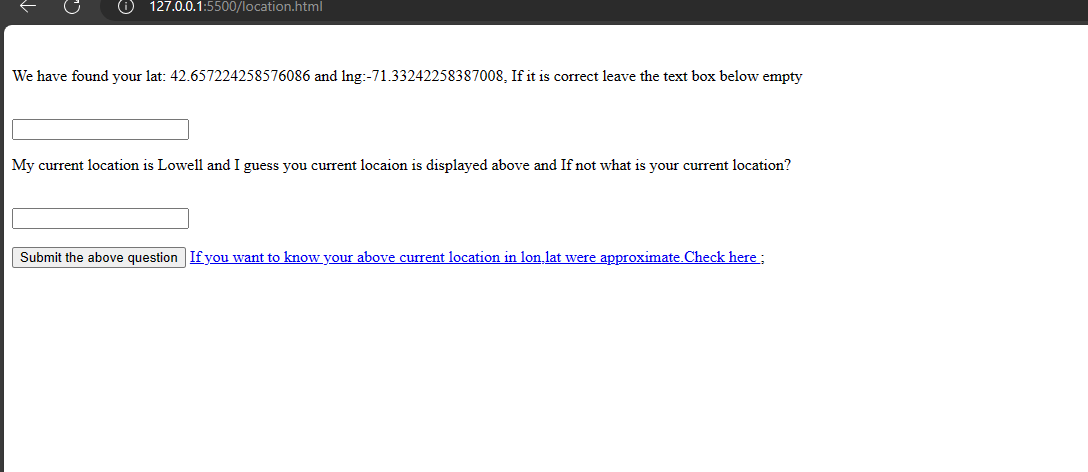 127.0.0.1:5500/location.html
We have found your lat: 42.657224258576086 and lng:-71.33242258387008, If it is correct leave the text box below empty
My current location is Lowell and I guess you current locaion is displayed above and If not what is your current location?
Submit the above question If you want to know your above current location in lon,lat were approximate.Check here ;